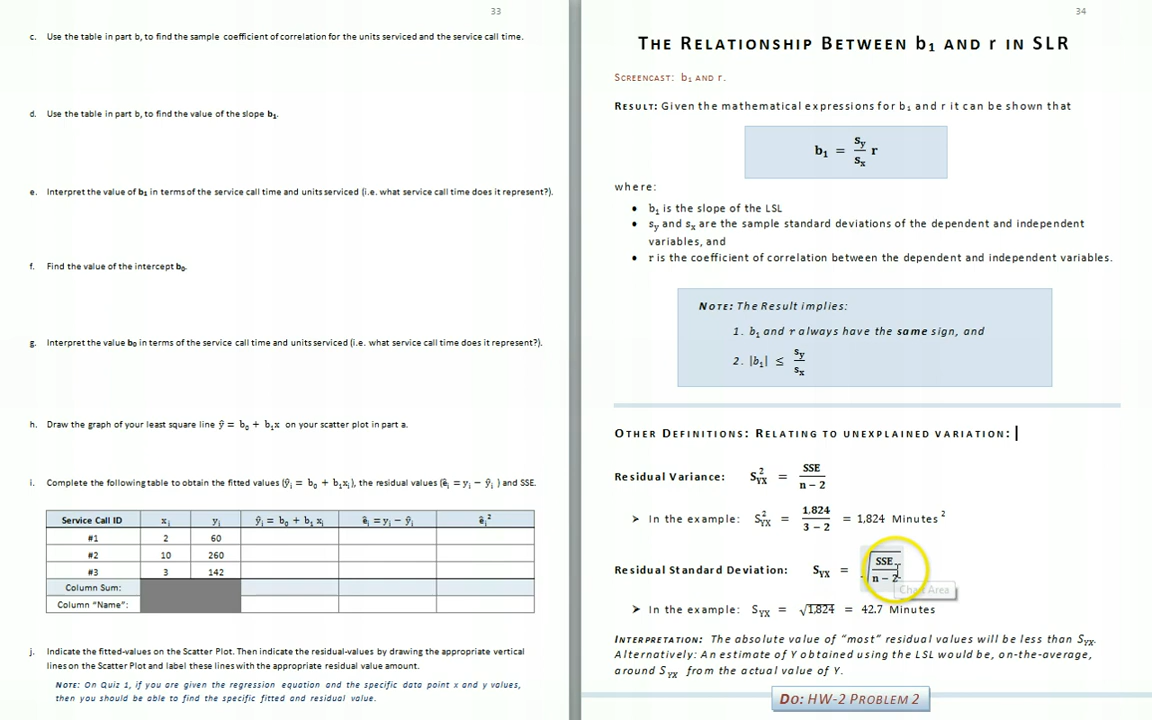 33
c. Use the table in part b, to find the sample coefficient of correlation for the units serviced and the service call time.
d. Use the table in part b, to find the value of the slope b₁.
e. Interpret the value of b₁ in terms of the service call time and units serviced (i.e. what service call time does it represent?).
f. Find the value of the intercept b₀.
g. Interpret the value b₀ in terms of the service call time and units serviced (i.e. what service call time does it represent?).
h. Draw the graph of your least square line ŷ = b₀ + b₁x on your scatter plot in part a.
i. Complete the following table to obtain the fitted values (ŷᵢ = b₀ + b₁xᵢ), the residual values (êᵢ = yᵢ − ŷᵢ ) and SSE.
Service Call ID xᵢ yᵢ ŷᵢ = b₀ + b₁ xᵢ êᵢ = yᵢ − ŷᵢ êᵢ²
#1 2 60
#2 10 260
#3 3 142
Column Sum:
Column "Name":
j. Indicate the fitted-values on the Scatter Plot. Then indicate the residual-values by drawing the appropriate vertical
lines on the Scatter Plot and label these lines with the appropriate residual value amount.
NOTE: On Quiz 1, if you are given the regression equation and the specific data point x and y values,
then you should be able to find the specific fitted and residual value.
34
THE RELATIONSHIP BETWEEN b₁ AND r IN SLR
SCREENCAST: b₁ AND r.
RESULT: Given the mathematical expressions for b₁ and r it can be shown that
b₁ = s_y / s_x r
where:
• b₁ is the slope of the LSL
• s_y and s_x are the sample standard deviations of the dependent and independent
variables, and
• r is the coefficient of correlation between the dependent and independent variables.
NOTE: The Result implies:
1. b₁ and r always have the same sign, and
2. |b₁| ≤ s_y / s_x
OTHER DEFINITIONS: RELATING TO UNEXPLAINED VARIATION:
Residual Variance: S²_YX = SSE / n − 2
➢ In the example: S²_YX = 1,824 / 3 − 2 = 1,824 Minutes²
Residual Standard Deviation: S_YX = √ SSE / n − 2
Chart Area
➢ In the example: S_YX = √1,824 = 42.7 Minutes
INTERPRETATION: The absolute value of "most" residual values will be less than S_YX.
Alternatively: An estimate of Y obtained using the LSL would be, on-the-average,
around S_YX from the actual value of Y.
DO: HW-2 PROBLEM 2